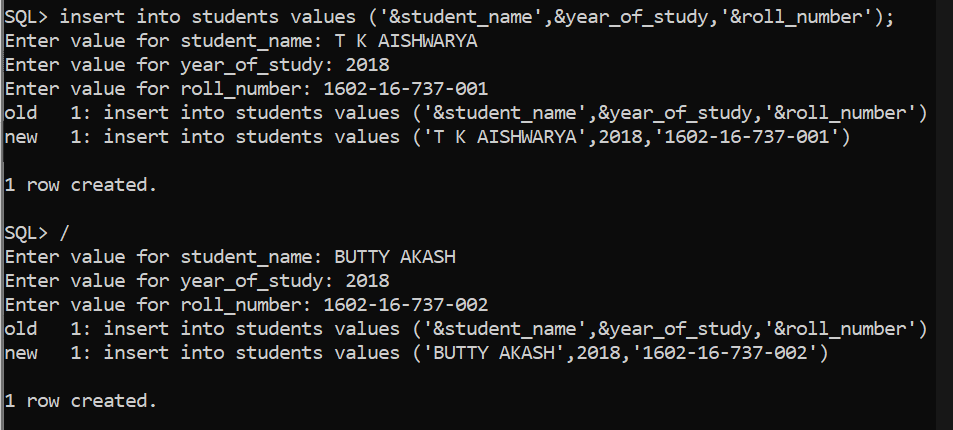 SQL> insert into students values ('&student_name',&year_of_study,'&roll_number');
Enter value for student_name: T K AISHWARYA
Enter value for year_of_study: 2018
Enter value for roll_number: 1602-16-737-001
old   1: insert into students values ('&student_name',&year_of_study,'&roll_number')
new   1: insert into students values ('T K AISHWARYA',2018,'1602-16-737-001')
1 row created.
SQL> /
Enter value for student_name: BUTTY AKASH
Enter value for year_of_study: 2018
Enter value for roll_number: 1602-16-737-002
old   1: insert into students values ('&student_name',&year_of_study,'&roll_number')
new   1: insert into students values ('BUTTY AKASH',2018,'1602-16-737-002')
1 row created.